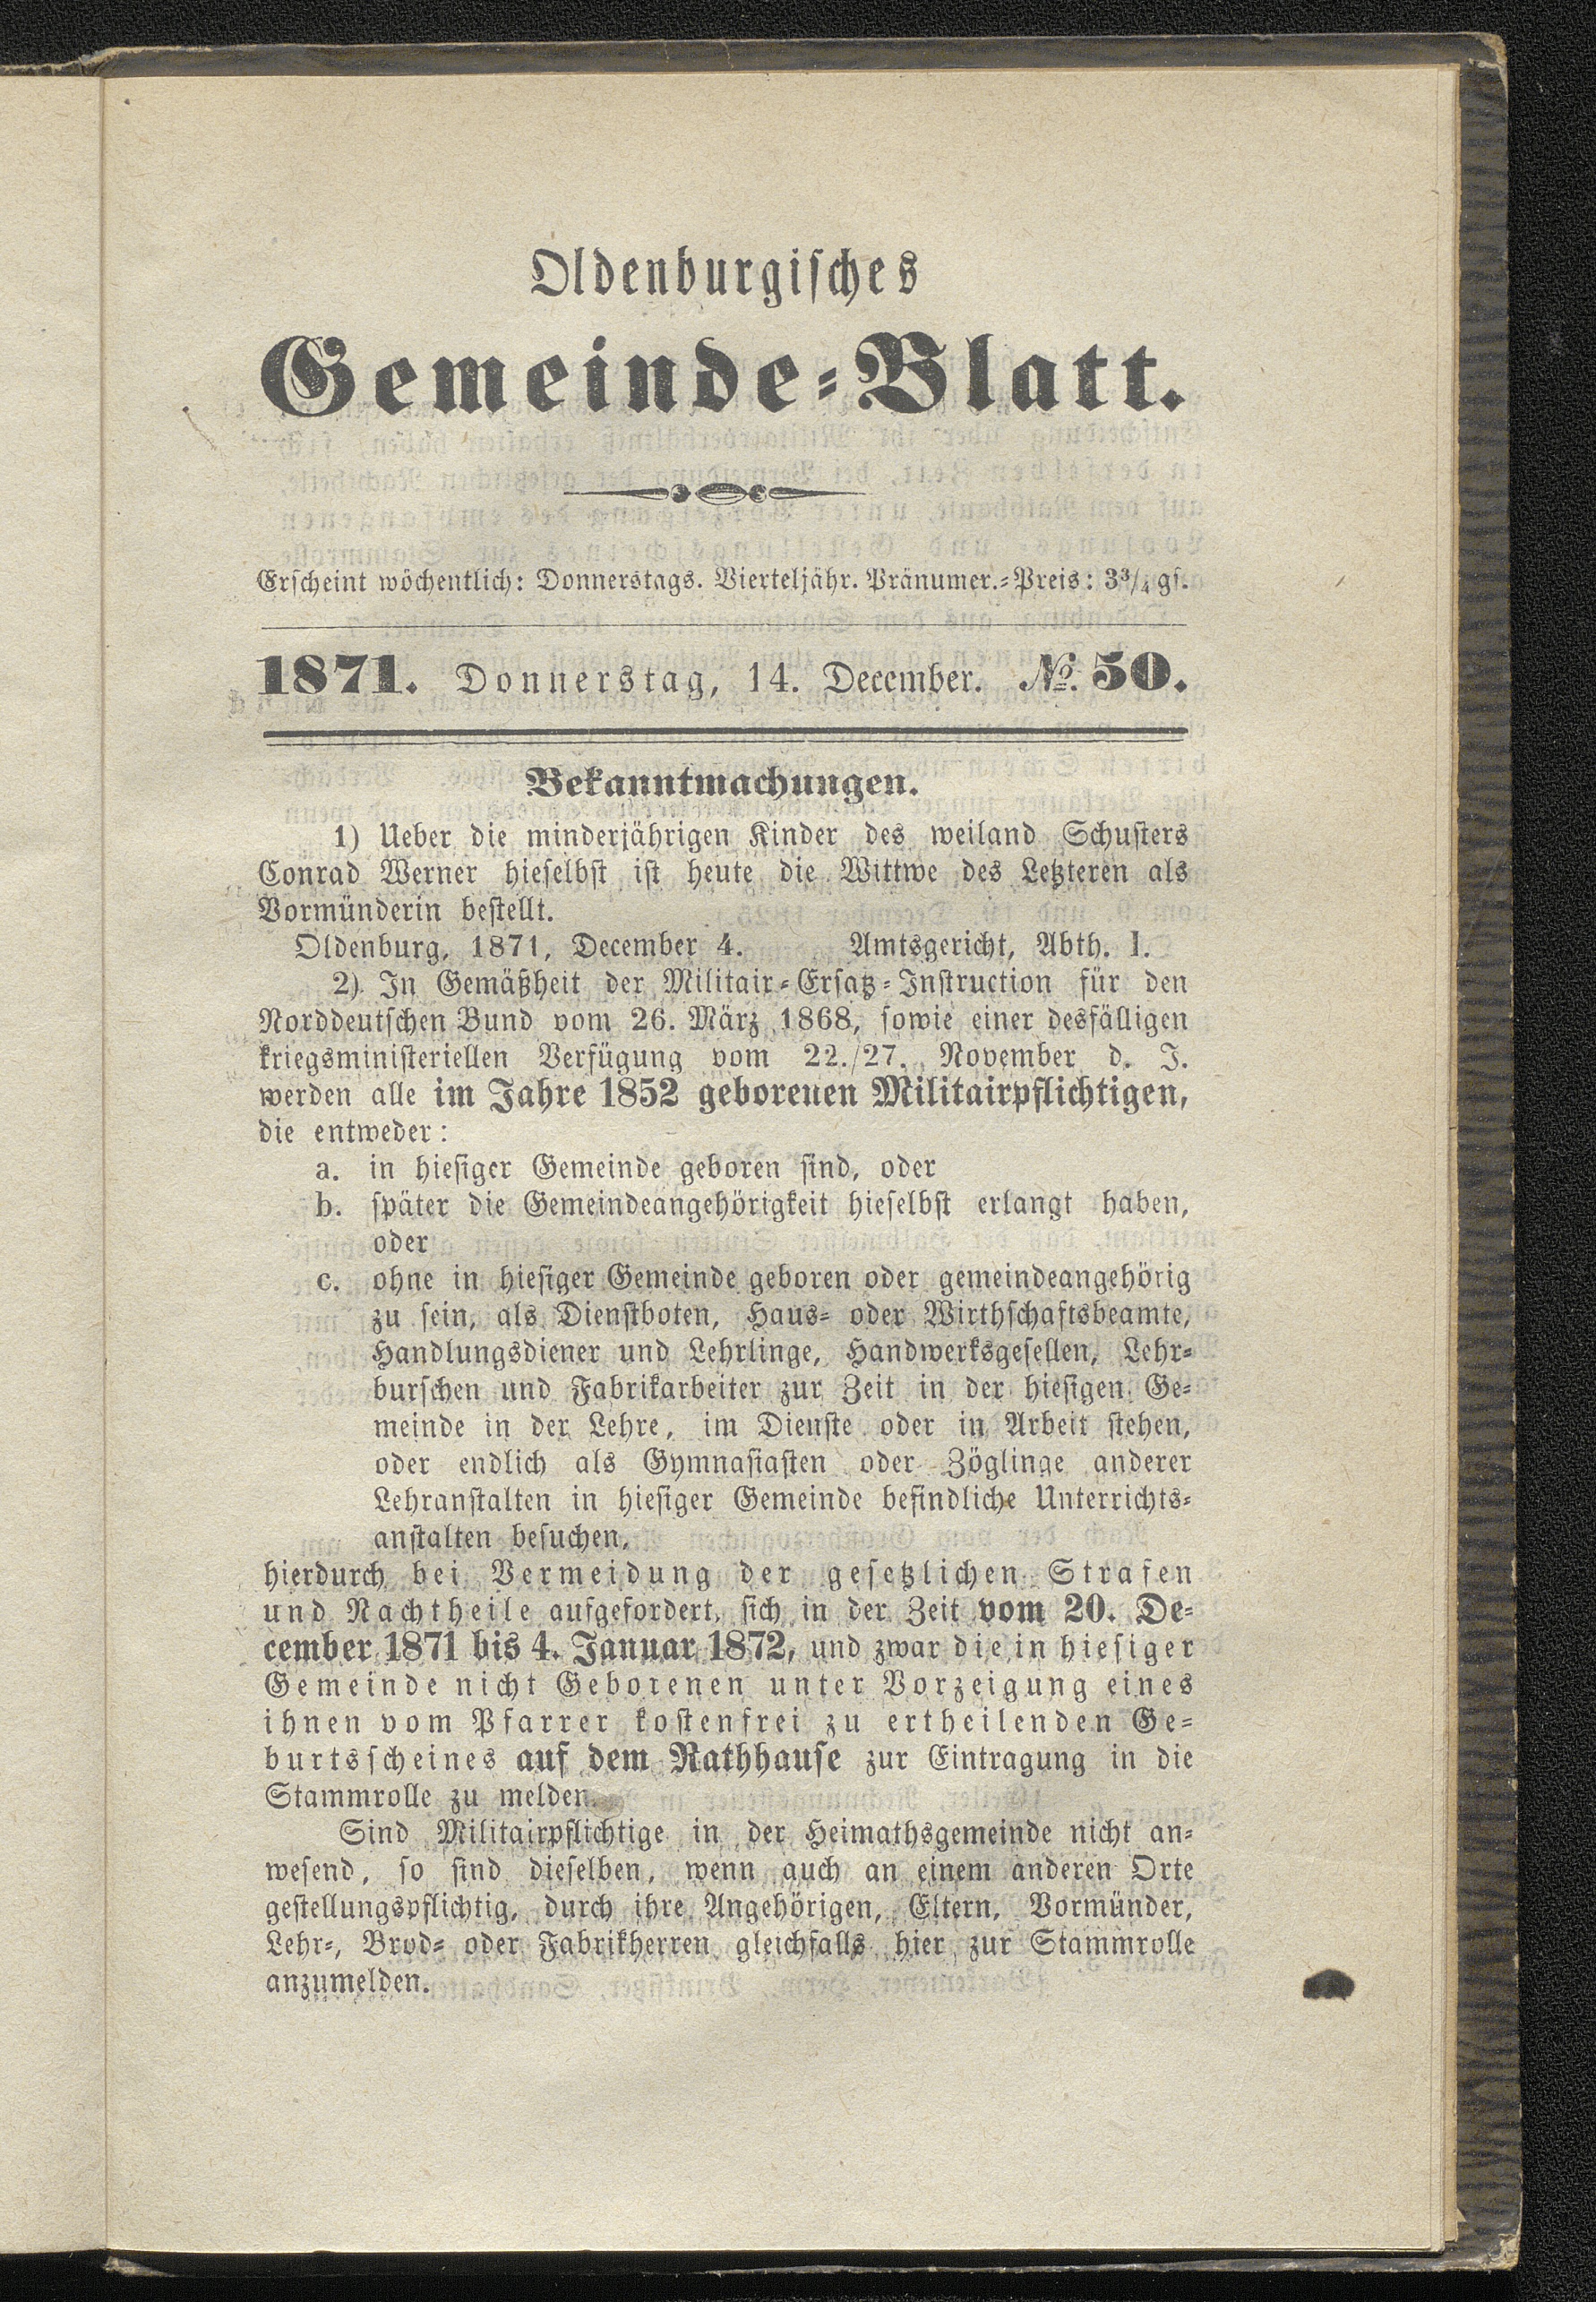 Oldenburgisches
Gemeinde-Blatt.
Erscheint wöchentlich: Donnerstags. Vierteljähr. Pränumer.-Preis: 3¾ gs.
1871. Donnerstag, 14. December. №. 50.
Bekanntmachungen.
1) Ueber die minderjährigen Kinder des weiland Schusters
Conrad Werner hieselbst ist heute die Wittwe des Letzteren als
Vormünderin bestellt.
Oldenburg, 1871, December 4. Amtsgericht, Abth. I.
2) In Gemäßheit der Militair-Ersatz-Instruction für den
Norddeutschen Bund vom 26. März 1868, sowie einer desfälligen
kriegsministeriellen Verfügung vom 22./27. November d. J.
werden alle im Jahre 1852 geborenen Militairpflichtigen,
die entweder:
a. in hiesiger Gemeinde geboren sind, oder
b. später die Gemeindeangehörigkeit hieselbst erlangt haben,
oder
c. ohne in hiesiger Gemeinde geboren oder gemeindeangehörig
zu sein, als Dienstboten, Haus- oder Wirthschaftsbeamte,
Handlungsdiener und Lehrlinge, Handwerksgesellen, Lehr-
burschen und Fabrikarbeiter zur Zeit in der hiesigen Ge-
meinde in der Lehre, im Dienste oder in Arbeit stehen,
oder endlich als Gymnasiasten oder Zöglinge anderer
Lehranstalten in hiesiger Gemeinde befindliche Unterrichts-
anstalten besuchen,
hierdurch bei Vermeidung der gesetzlichen Strafen
und Nachtheile aufgefordert, sich in der Zeit vom 20. De-
cember 1871 bis 4. Januar 1872, und zwar die in hiesiger
Gemeinde nicht Geborenen unter Vorzeigung eines
ihnen vom Pfarrer kostenfrei zu ertheilenden Ge-
burtsscheines auf dem Rathhause zur Eintragung in die
Stammrolle zu melden.
Sind Militairpflichtige in der Heimathsgemeinde nicht an-
wesend, so sind dieselben, wenn auch an einem anderen Orte
gestellungspflichtig, durch ihre Angehörigen, Eltern, Vormünder,
Lehr-, Brod- oder Fabrikherren gleichfalls hier zur Stammrolle
anzumelden.